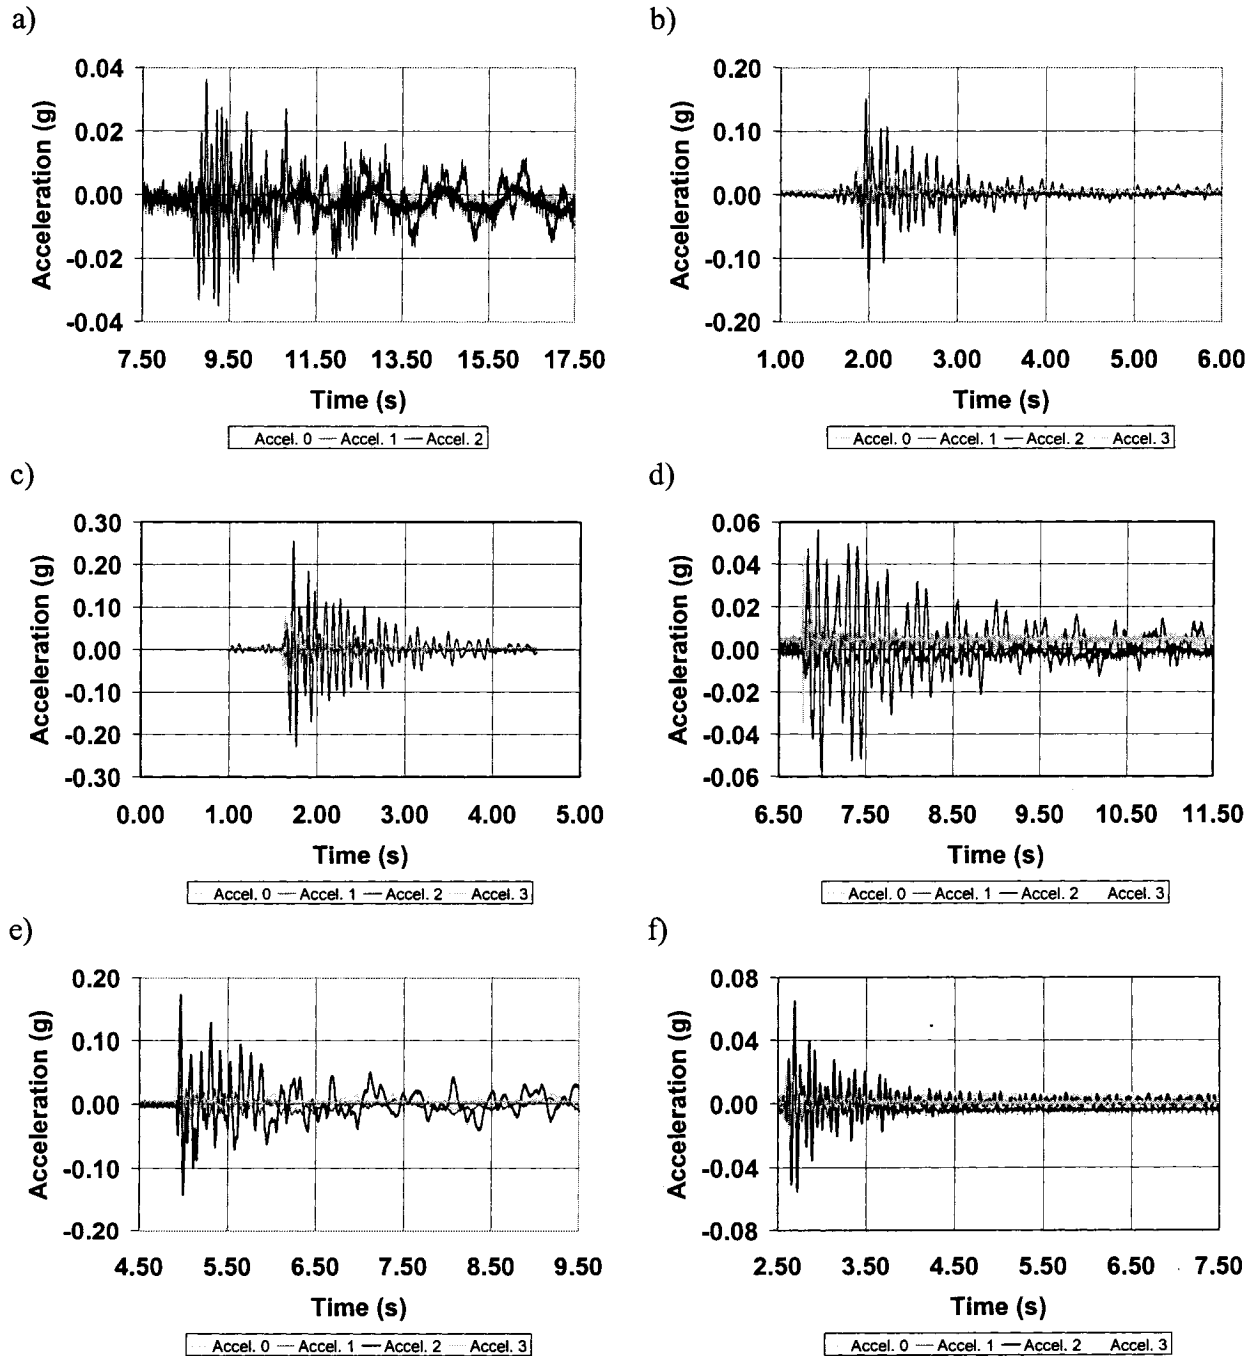 a)
b)
0.04
0.02
0.00
-0.02
-0.04
Acceleration (g)
7.50 9.50 11.50 13.50 15.50 17.50
Time (s)
Accel. 0 Accel. 1 Accel. 2
0.20
0.10
0.00
-0.10
-0.20
Acceleration (g)
1.00 2.00 3.00 4.00 5.00 6.00
Time (s)
Accel. 0 Accel. 1 Accel. 2 Accel. 3
c)
d)
0.30
0.20
0.10
0.00
-0.10
-0.20
-0.30
Acceleration (g)
0.00 1.00 2.00 3.00 4.00 5.00
Time (s)
Accel. 0 Accel. 1 Accel. 2 Accel. 3
0.06
0.04
0.02
0.00
-0.02
-0.04
-0.06
Acceleration (g)
6.50 7.50 8.50 9.50 10.50 11.50
Time (s)
Accel. 0 Accel. 1 Accel. 2 Accel. 3
e)
f)
0.20
0.10
0.00
-0.10
-0.20
Acceleration (g)
4.50 5.50 6.50 7.50 8.50 9.50
Time (s)
Accel. 0 Accel. 1 Accel. 2 Accel. 3
0.08
0.04
0.00
-0.04
-0.08
Acceleration (g)
2.50 3.50 4.50 5.50 6.50 7.50
Time (s)
Accel. 0 Accel. 1 Accel. 2 Accel. 3